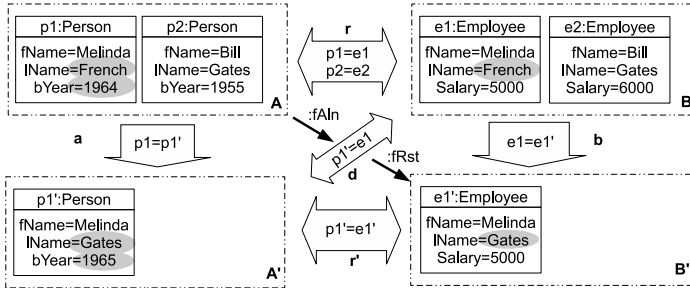 p1:Person
fName=Melinda
lName=French
bYear=1964
p2:Person
fName=Bill
lName=Gates
bYear=1955
A
r
p1=e1
p2=e2
e1:Employee
fName=Melinda
lName=French
Salary=5000
e2:Employee
fName=Bill
lName=Gates
Salary=6000
B
a
p1=p1'
:fAln
p1'=e1
d
:fRst
e1=e1'
b
p1':Person
fName=Melinda
lName=Gates
bYear=1965
A'
p1'=e1'
r'
e1':Employee
fName=Melinda
lName=Gates
Salary=5000
B'